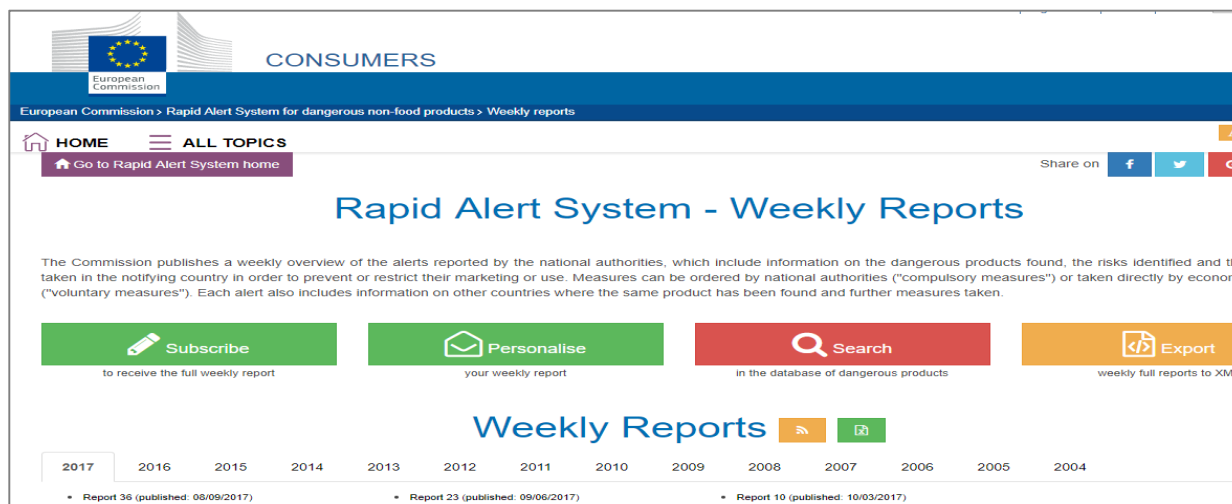 CONSUMERS
European
Commission
European Commission > Rapid Alert System for dangerous non-food products > Weekly reports
HOME ALL TOPICS
Go to Rapid Alert System home Share on
Rapid Alert System - Weekly Reports
The Commission publishes a weekly overview of the alerts reported by the national authorities, which include information on the dangerous products found, the risks identified and
taken in the notifying country in order to prevent or restrict their marketing or use. Measures can be ordered by national authorities ("compulsory measures") or taken directly by
("voluntary measures"). Each alert also includes information on other countries where the same product has been found and further measures taken.
Subscribe Personalise Search Export
to receive the full weekly report your weekly report in the database of dangerous products weekly full reports to
Weekly Reports
2017 2016 2015 2014 2013 2012 2011 2010 2009 2008 2007 2006 2005 2004
• Report 36 (published: 08/09/2017) • Report 23 (published: 09/06/2017) • Report 10 (published: 10/03/2017)